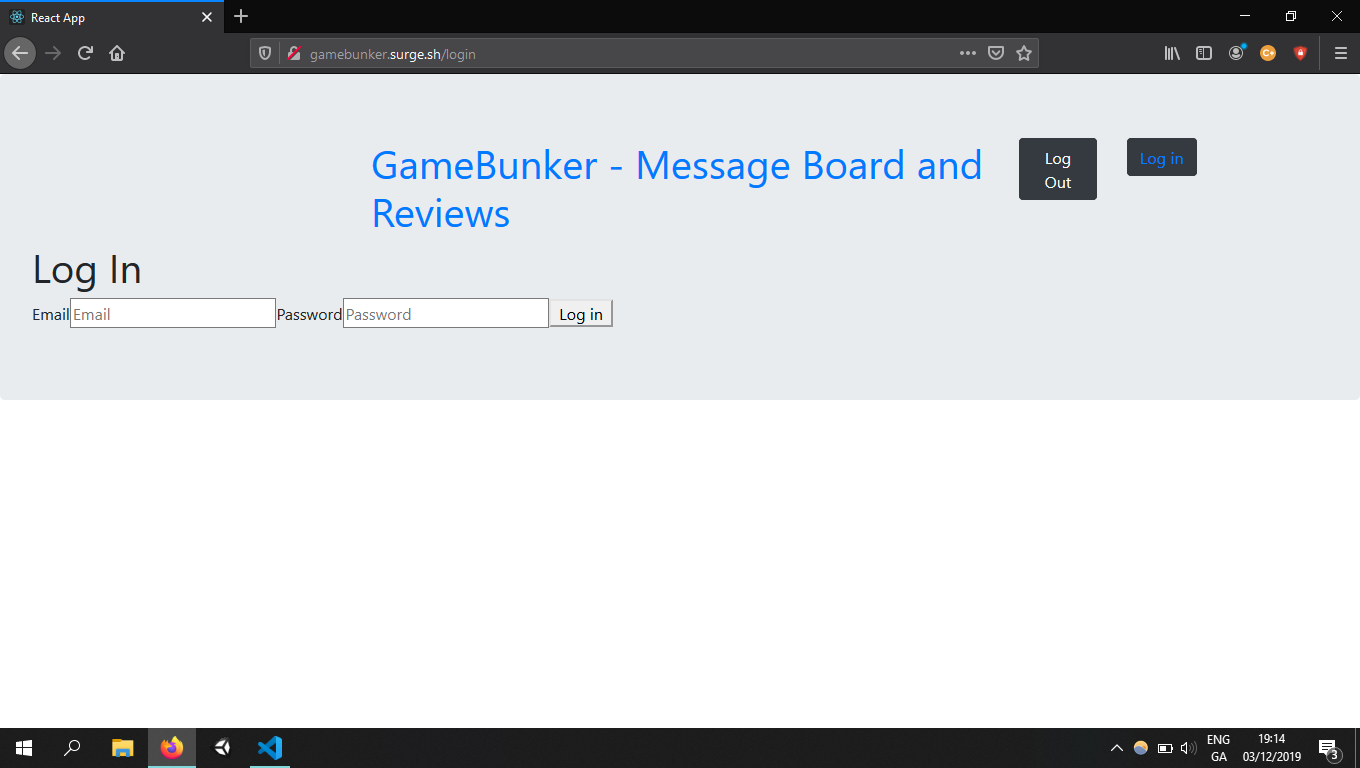 React App
gamebunker.surge.sh/login
GameBunker - Message Board and
Reviews
Log
Out
Log in
Log In
Email Email Password Password Log in
ENG
GA
19:14
03/12/2019
3
C+